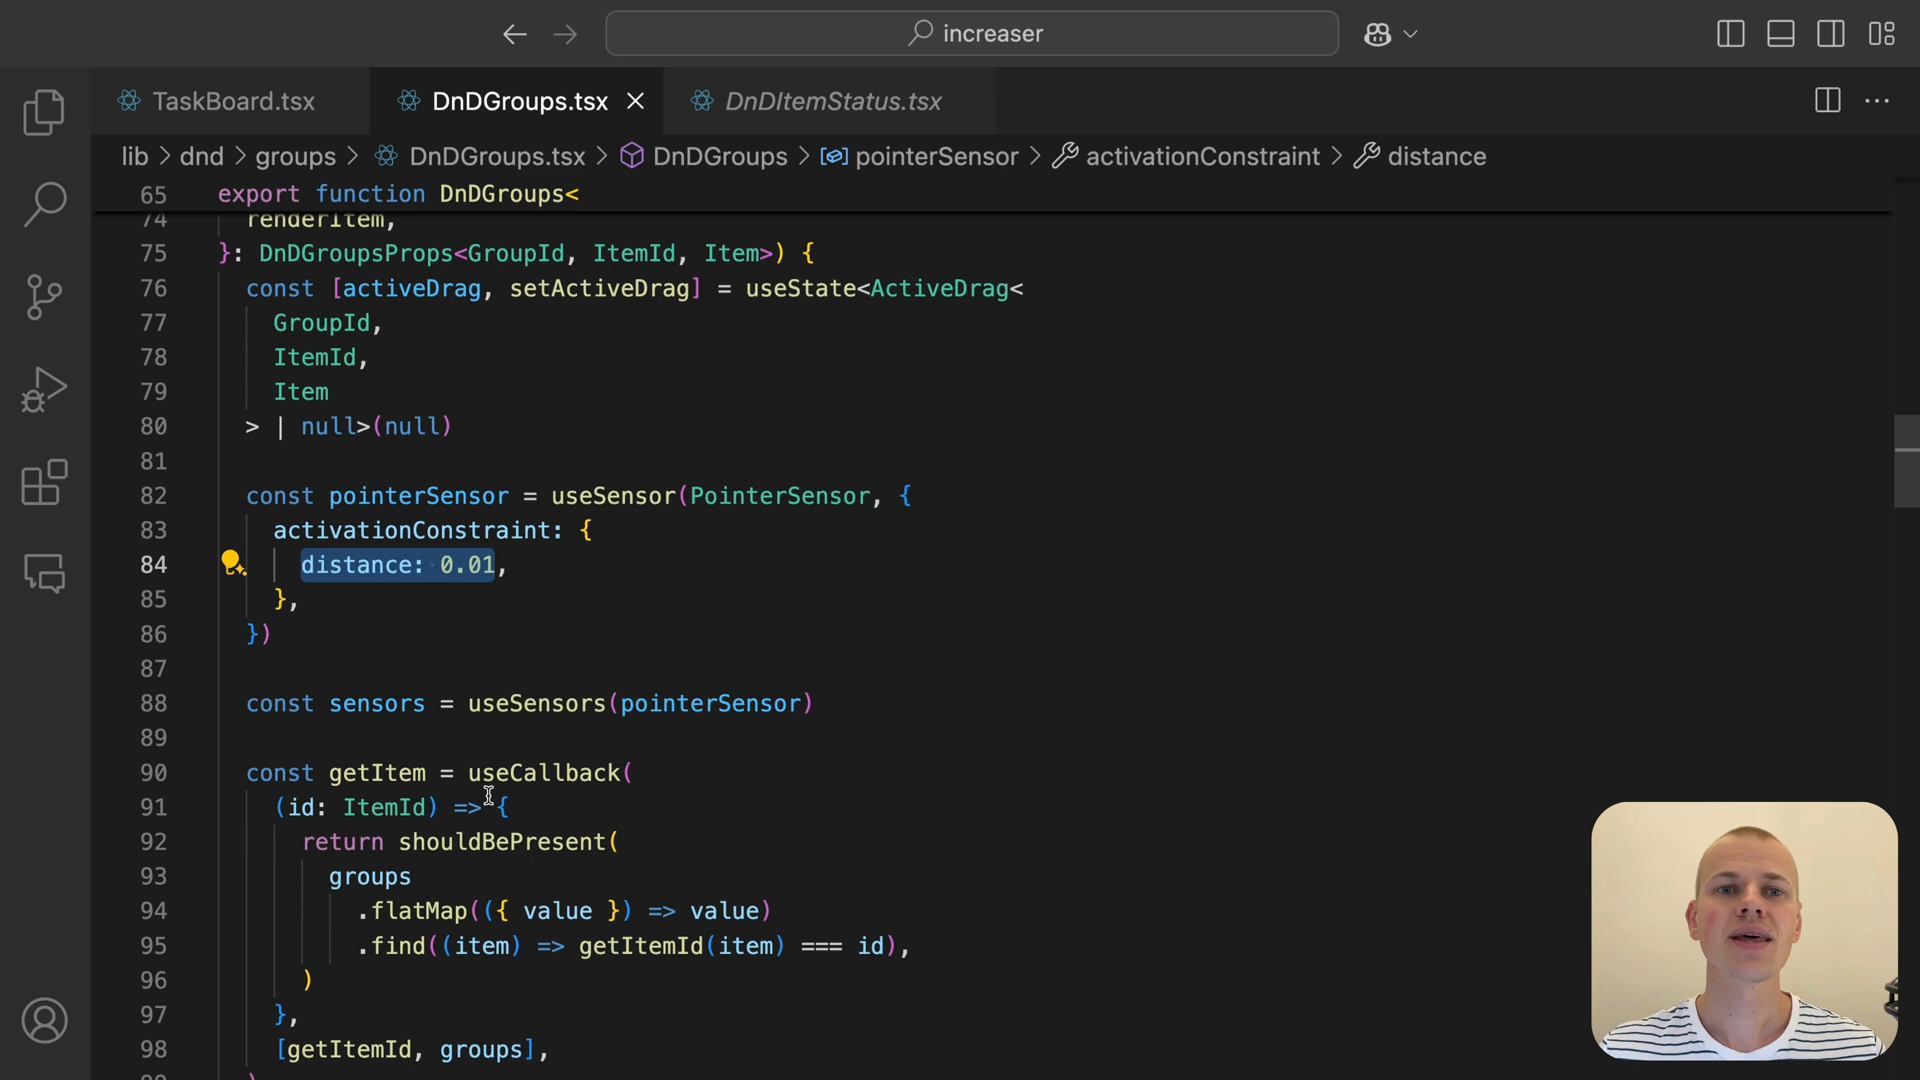 increaser
TaskBoard.tsx
DnDGroups.tsx
DnDItemStatus.tsx
lib > dnd > groups > DnDGroups.tsx > DnDGroups > pointerSensor > activationConstraint > distance
65 export function DnDGroups<
74 renderItem,
75 }: DnDGroupsProps<GroupId, ItemId, Item>) {
76 const [activeDrag, setActiveDrag] = useState<ActiveDrag<
77 GroupId,
78 ItemId,
79 Item
80 > | null>(null)
81
82 const pointerSensor = useSensor(PointerSensor, {
83 activationConstraint: {
84 distance: 0.01,
85 },
86 })
87
88 const sensors = useSensors(pointerSensor)
89
90 const getItem = useCallback(
91 (id: ItemId) => {
92 return shouldBePresent(
93 groups
94 .flatMap(({ value }) => value)
95 .find((item) => getItemId(item) === id),
96 )
97 },
98 [getItemId, groups],